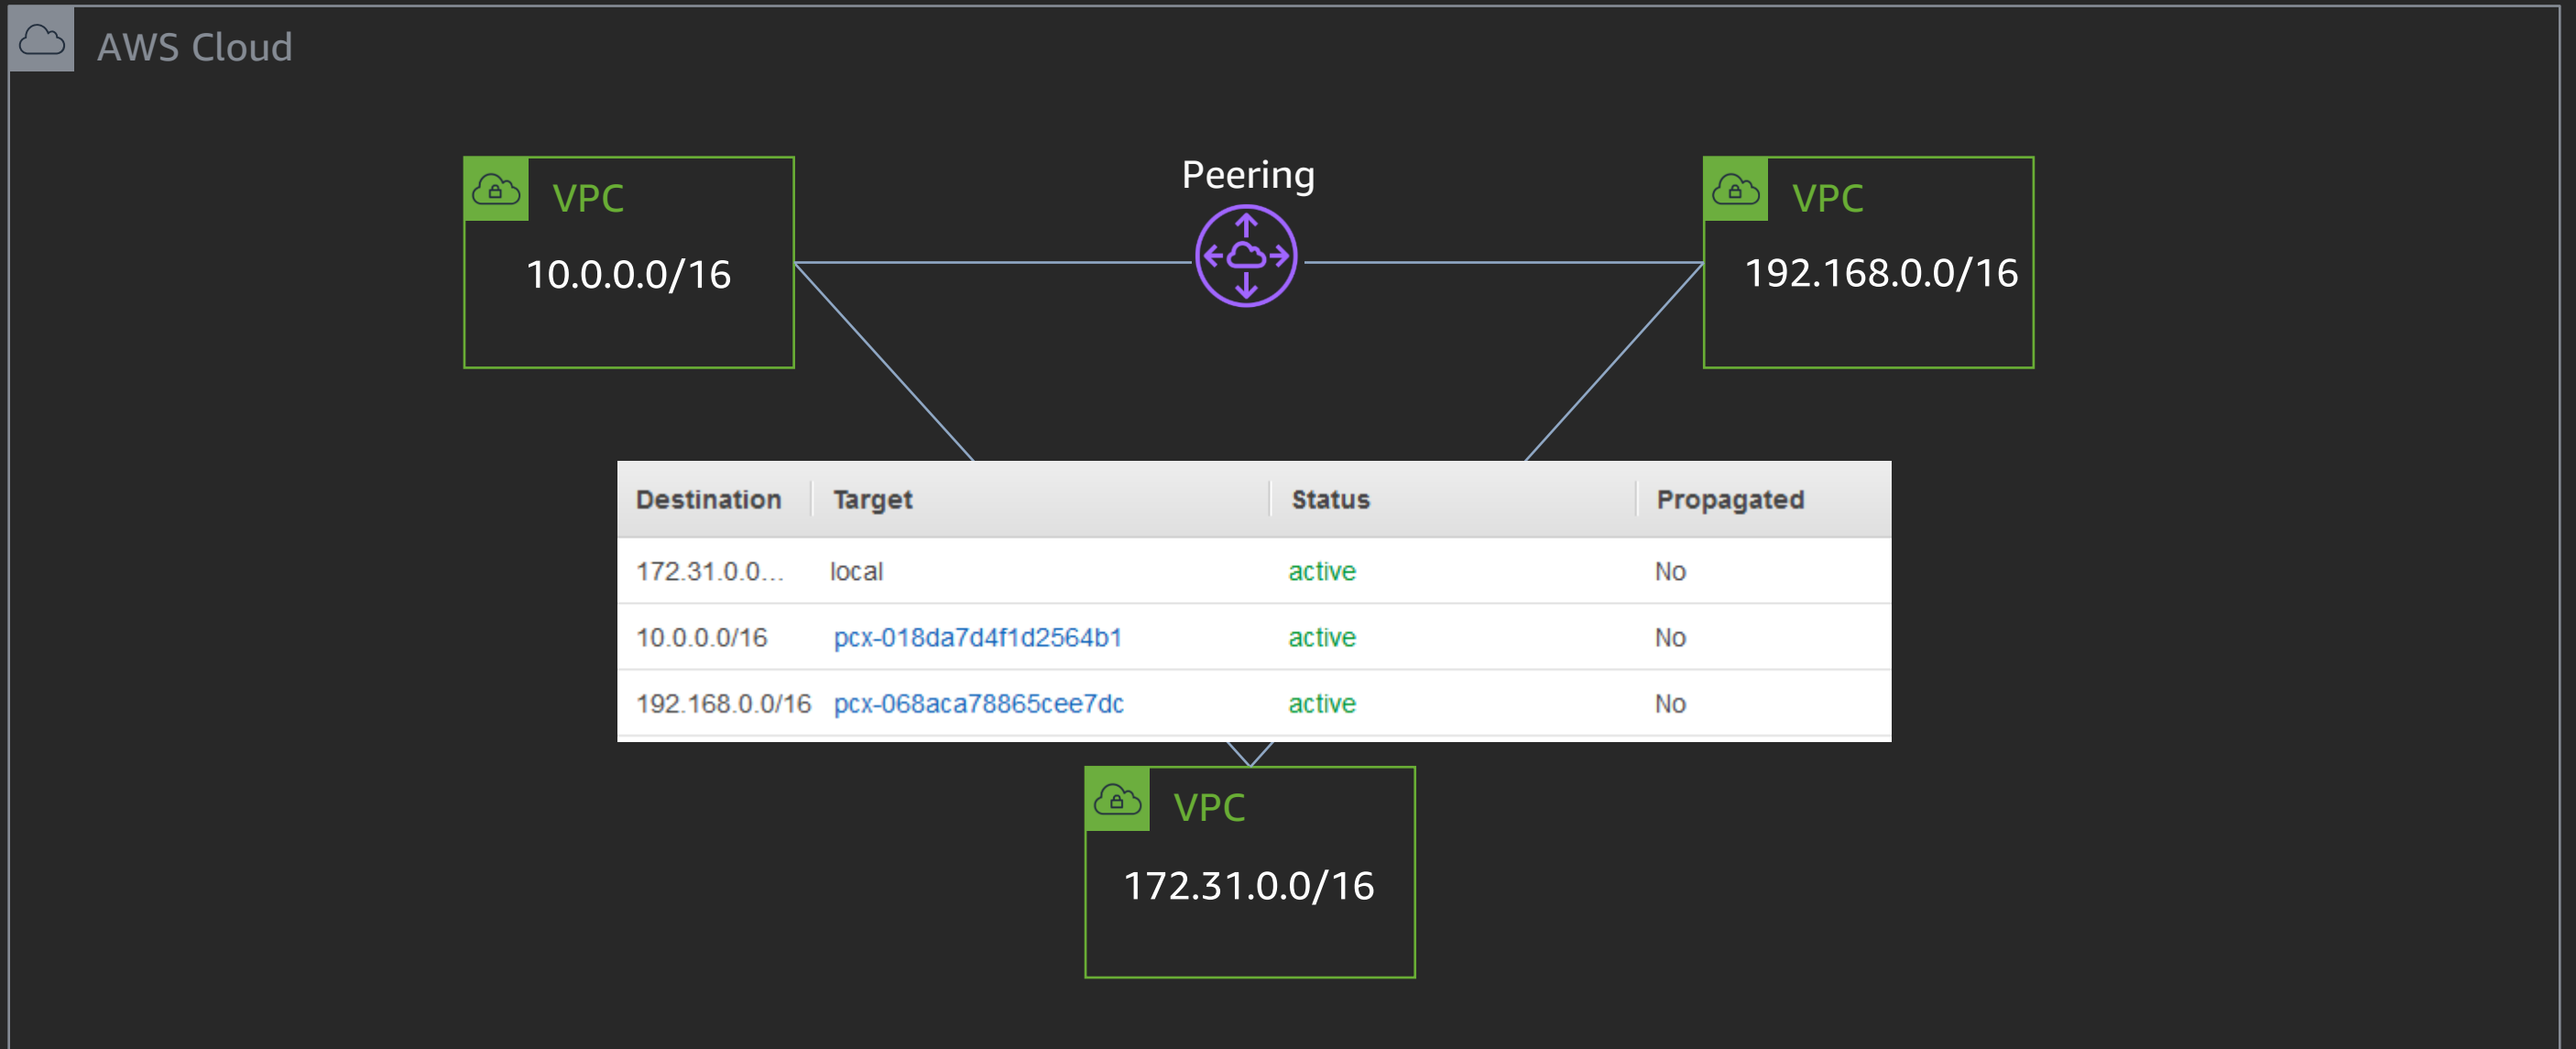 AWS Cloud
Peering
VPC
10.0.0.0/16
VPC
192.168.0.0/16
Destination Target Status Propagated
172.31.0.0... local active No
10.0.0.0/16 pcx-018da7d4f1d2564b1 active No
192.168.0.0/16 pcx-068aca78865cee7dc active No
VPC
172.31.0.0/16